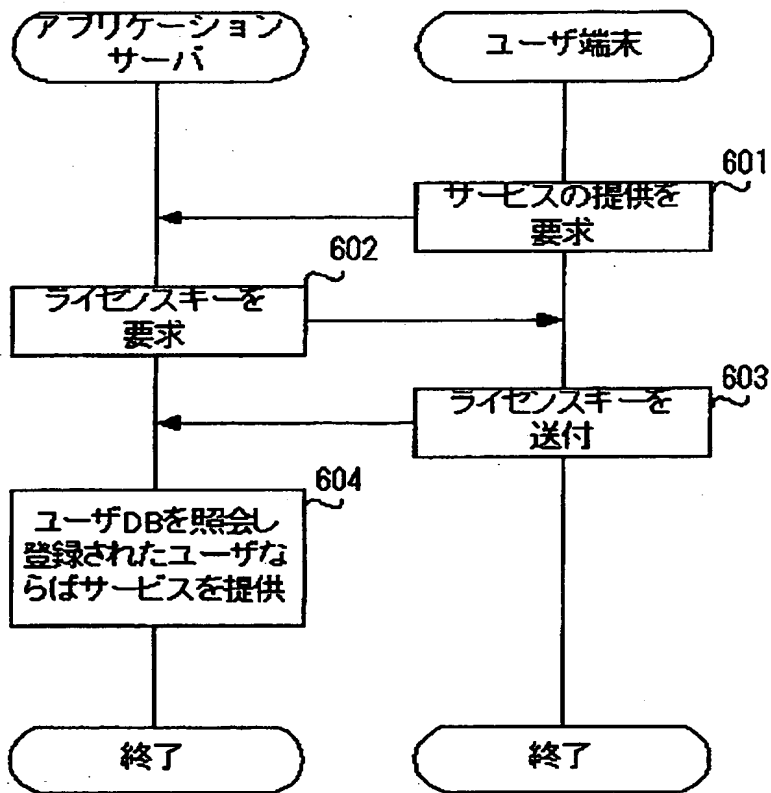 アプリケーション
サーバ
ユーザ端末
601
サービスの提供を
要求
602
ライセンスキーを
要求
603
ライセンスキーを
送付
604
ユーザDBを照会し
登録されたユーザな
らばサービスを提供
終了
終了